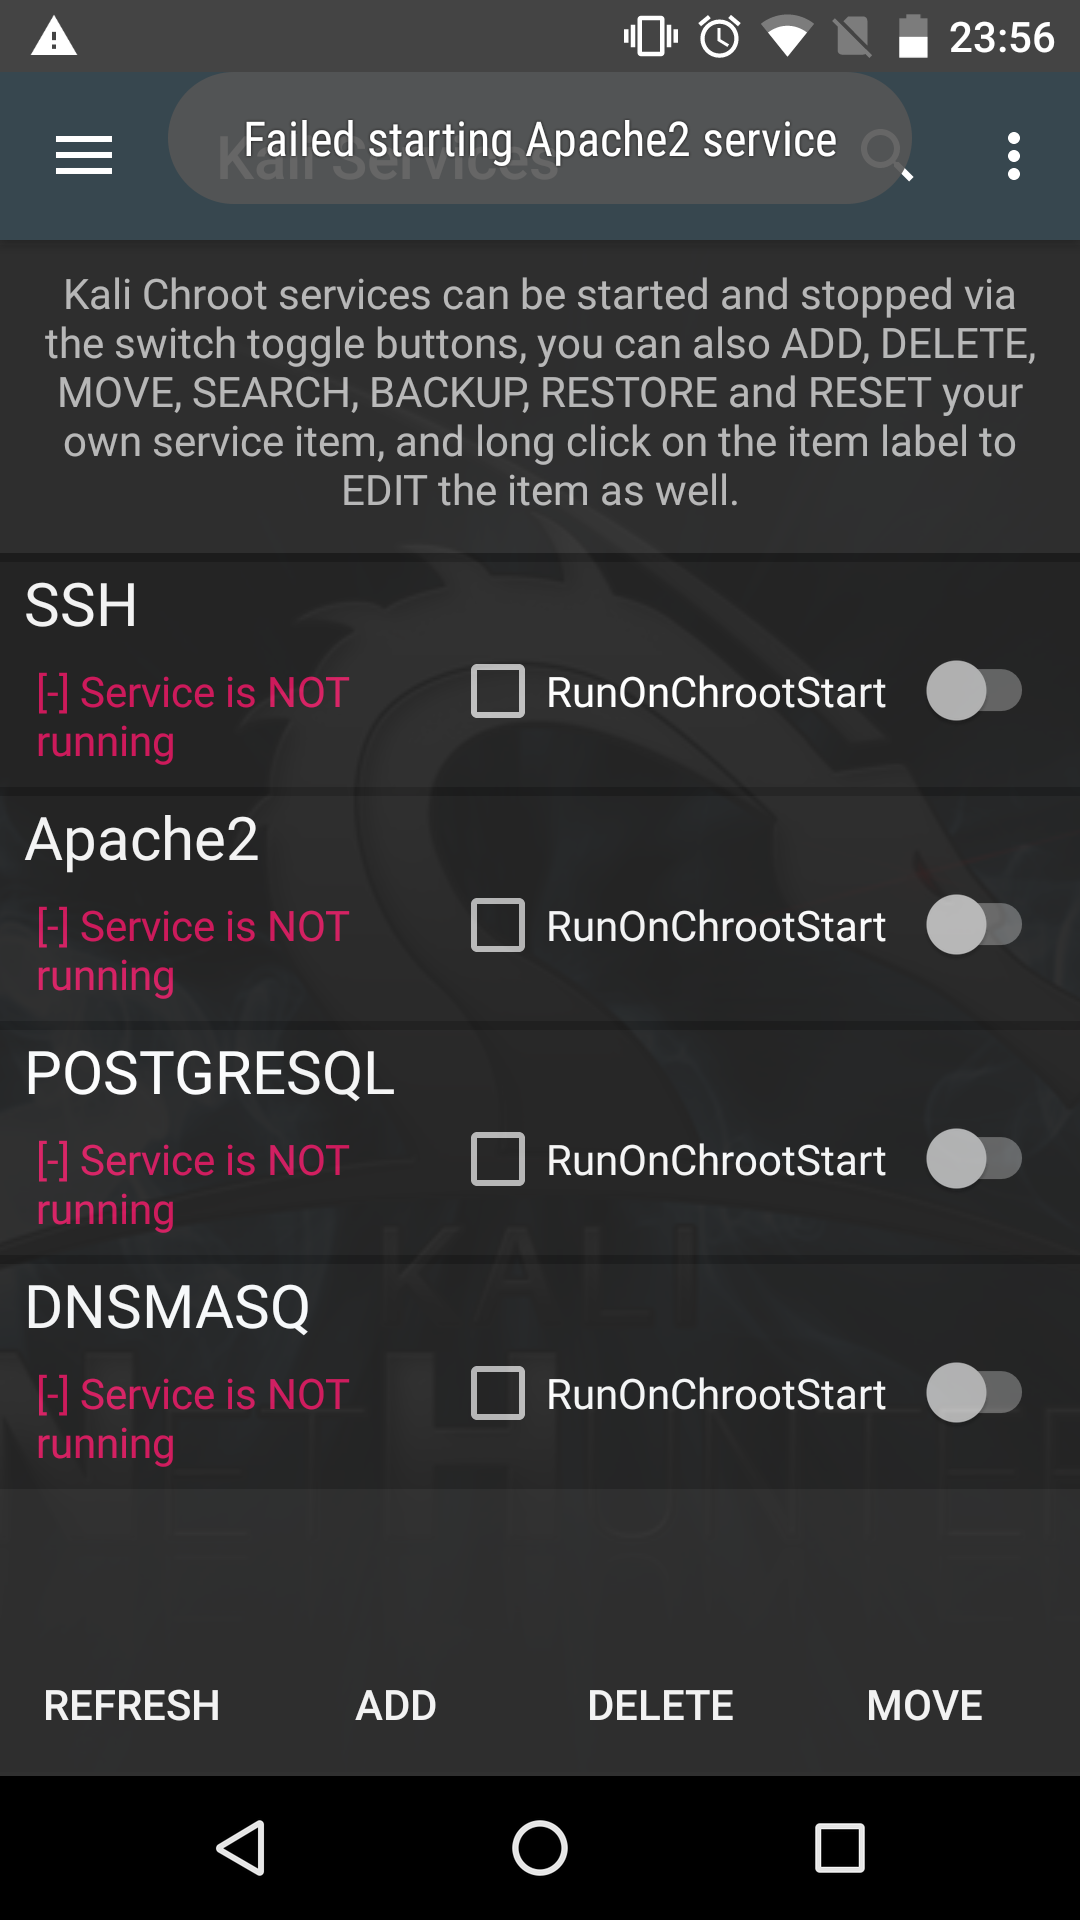 23:56
Failed starting Apache2 service
Kali Services
Kali Chroot services can be started and stopped via
the switch toggle buttons, you can also ADD, DELETE,
MOVE, SEARCH, BACKUP, RESTORE and RESET your
own service item, and long click on the item label to
EDIT the item as well.
SSH
[-] Service is NOT
running
RunOnChrootStart
Apache2
[-] Service is NOT
running
RunOnChrootStart
POSTGRESQL
[-] Service is NOT
running
RunOnChrootStart
KALI
DNSMASQ
[-] Service is NOT
running
RunOnChrootStart
NETHUNTER
REFRESH
ADD
DELETE
MOVE